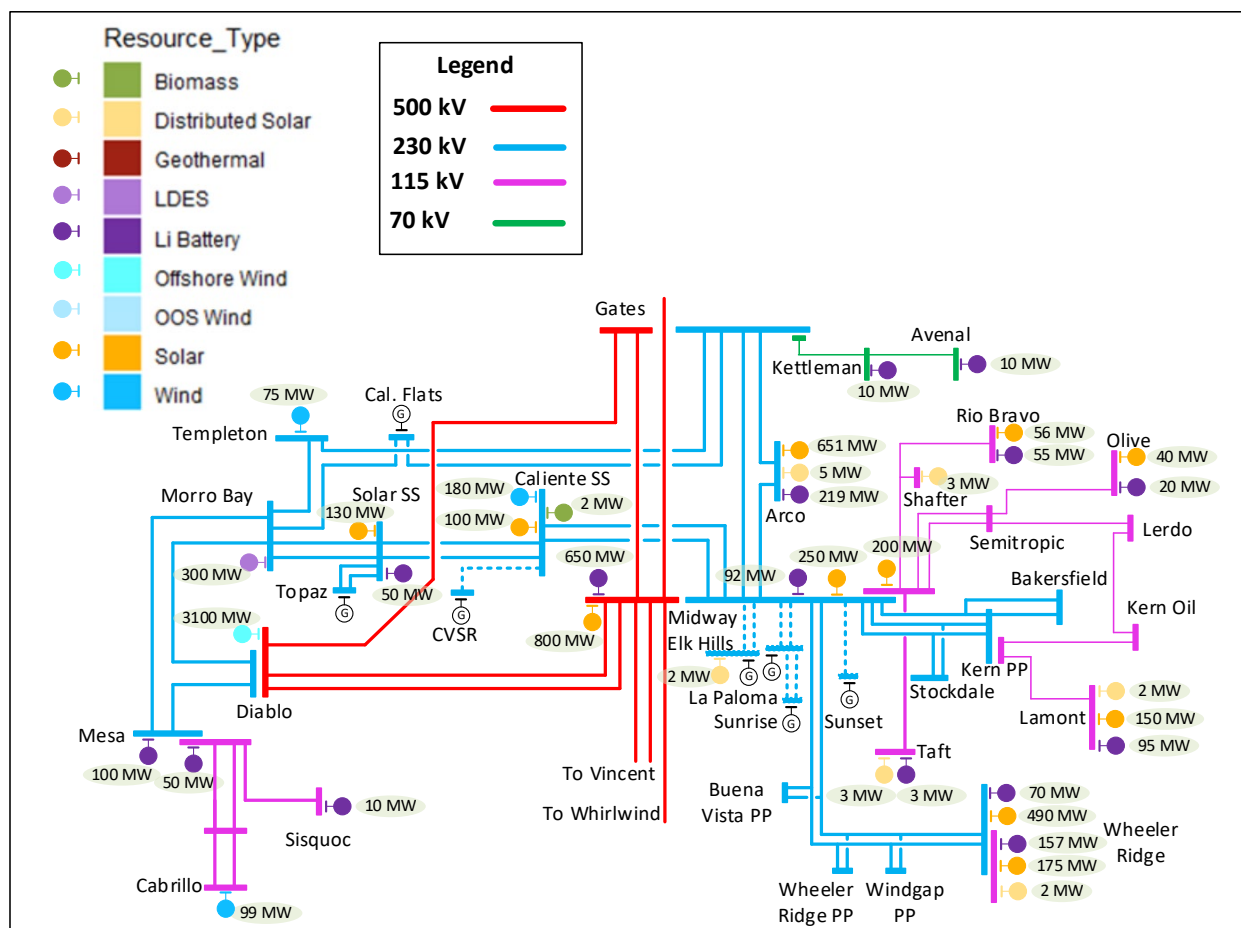 Resource_Type
Biomass
Distributed Solar
Geothermal
LDES
Li Battery
Offshore Wind
OOS Wind
Solar
Wind
Legend
500 kV
230 kV
115 kV
70 kV
Gates
Kettleman
Avenal
10 MW
10 MW
75 MW
Templeton
Cal. Flats
G
Rio Bravo
56 MW
55 MW
Olive
40 MW
20 MW
651 MW
5 MW
219 MW
Arco
Shafter
3 MW
Semitropic
Lerdo
Morro Bay
300 MW
Solar SS
130 MW
50 MW
Topaz
G
Caliente SS
180 MW
2 MW
100 MW
CVSR
G
650 MW
800 MW
92 MW
250 MW
200 MW
Bakersfield
Kern Oil
Midway
Elk Hills
2 MW
G
G
La Paloma
Sunrise
G
Sunset
G
Stockdale
Kern PP
Lamont
2 MW
150 MW
95 MW
3100 MW
Diablo
Mesa
100 MW
50 MW
10 MW
Sisquoc
Cabrillo
99 MW
To Vincent
To Whirlwind
Taft
3 MW
3 MW
Buena
Vista PP
Wheeler
Ridge PP
Windgap
PP
70 MW
490 MW
157 MW
175 MW
2 MW
Wheeler
Ridge